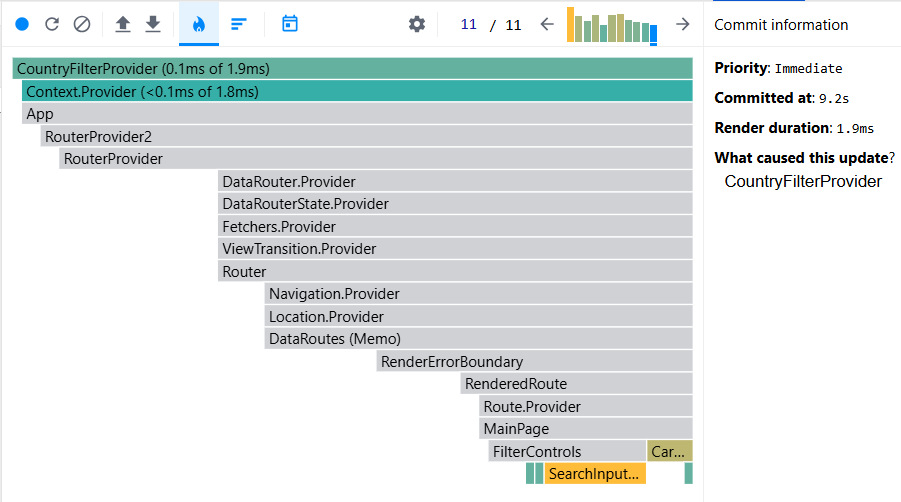 11 / 11
Commit information
CountryFilterProvider (0.1ms of 1.9ms)
Context.Provider (<0.1ms of 1.8ms)
App
RouterProvider2
RouterProvider
DataRouter.Provider
DataRouterState.Provider
Fetchers.Provider
ViewTransition.Provider
Router
Navigation.Provider
Location.Provider
DataRoutes (Memo)
RenderErrorBoundary
RenderedRoute
Route.Provider
MainPage
FilterControls
Car...
SearchInput...
Priority: Immediate
Committed at: 9.2s
Render duration: 1.9ms
What caused this update?
CountryFilterProvider